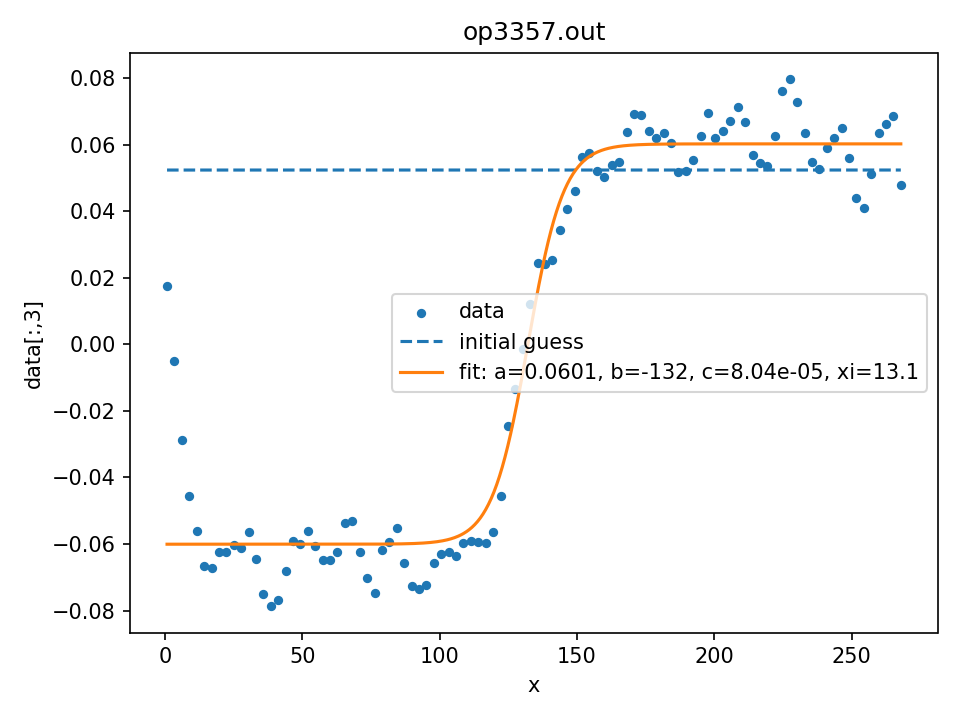 op3357.out
0.08
0.06
0.04
0.02
0.00
−0.02
−0.04
−0.06
−0.08
data[:,3]
data
initial guess
fit: a=0.0601, b=-132, c=8.04e-05, xi=13.1
0 50 100 150 200 250
x